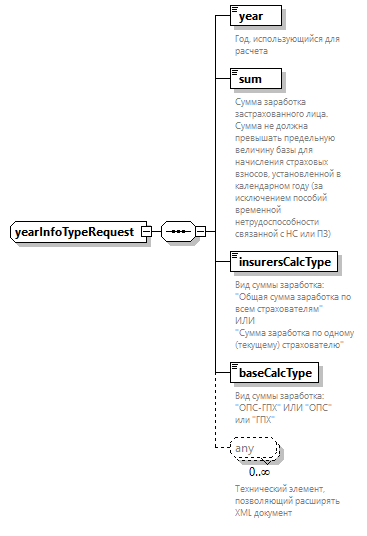 year
Год, использующийся для
расчета
sum
Сумма заработка
застрахованного лица.
Сумма не должна
превышать предельную
величину базы для
начисления страховых
взносов, установленной в
календарном году (за
исключением пособий
временной
нетрудоспособности
связанной с НС или ПЗ)
yearInfoTypeRequest
insurersCalcType
Вид суммы заработка:
"Общая сумма заработка по
всем страхователям"
ИЛИ
"Сумма заработка по одному
(текущему) страхователю"
baseCalcType
Вид суммы заработка:
"ОПС-ГПХ" ИЛИ "ОПС"
или "ГПХ"
any
0..∞
Технический элемент,
позволяющий расширять
XML документ